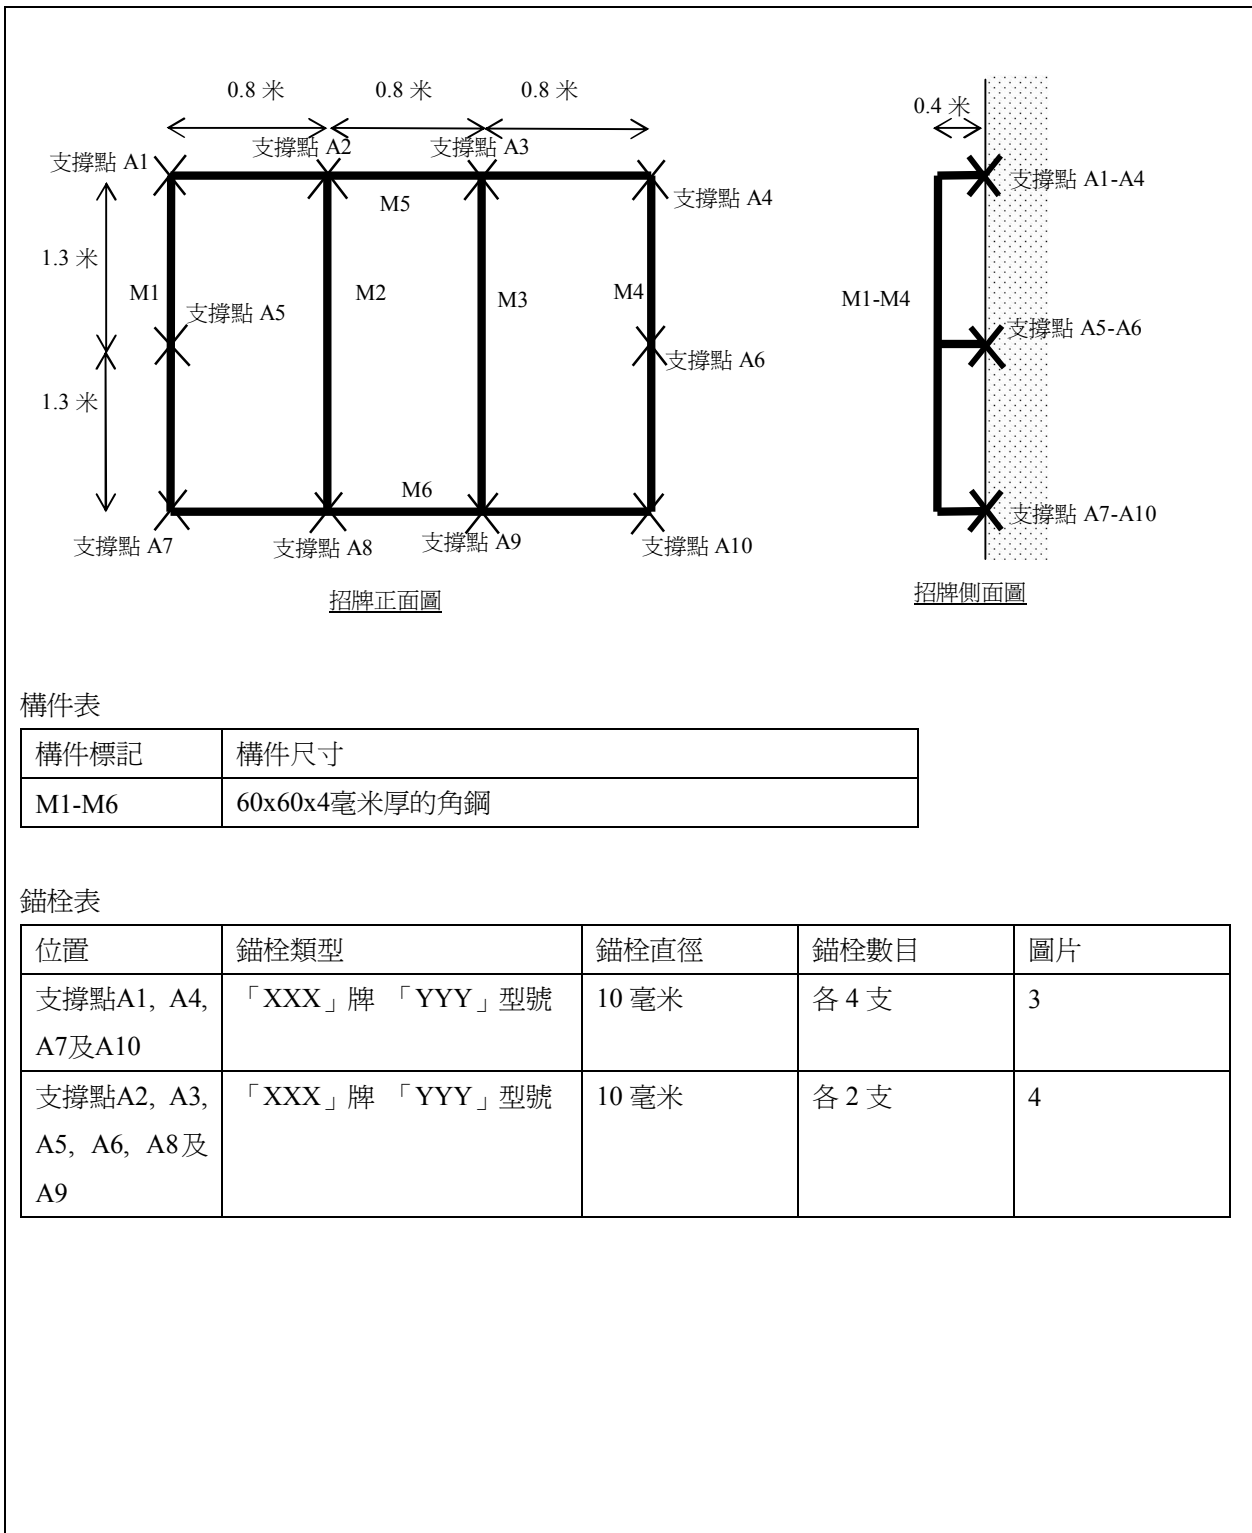 0.8 米
0.8 米
0.8 米
0.4 米
支撐點 A1
支撐點 A2
支撐點 A3
支撐點 A4
支撐點 A1-A4
M5
1.3 米
M1
支撐點 A5
M2
M3
M4
M1-M4
支撐點 A5-A6
支撐點 A6
1.3 米
M6
支撐點 A7
支撐點 A8
支撐點 A9
支撐點 A10
支撐點 A7-A10
招牌正面圖
招牌側面圖
構件表
構件標記 構件尺寸
M1-M6 60x60x4毫米厚的角鋼
錨栓表
位置 錨栓類型 錨栓直徑 錨栓數目 圖片
支撐點A1, A4, 「XXX」牌 「YYY」型號 10 毫米 各 4 支 3
A7及A10
支撐點A2, A3, 「XXX」牌 「YYY」型號 10 毫米 各 2 支 4
A5, A6, A8及
A9